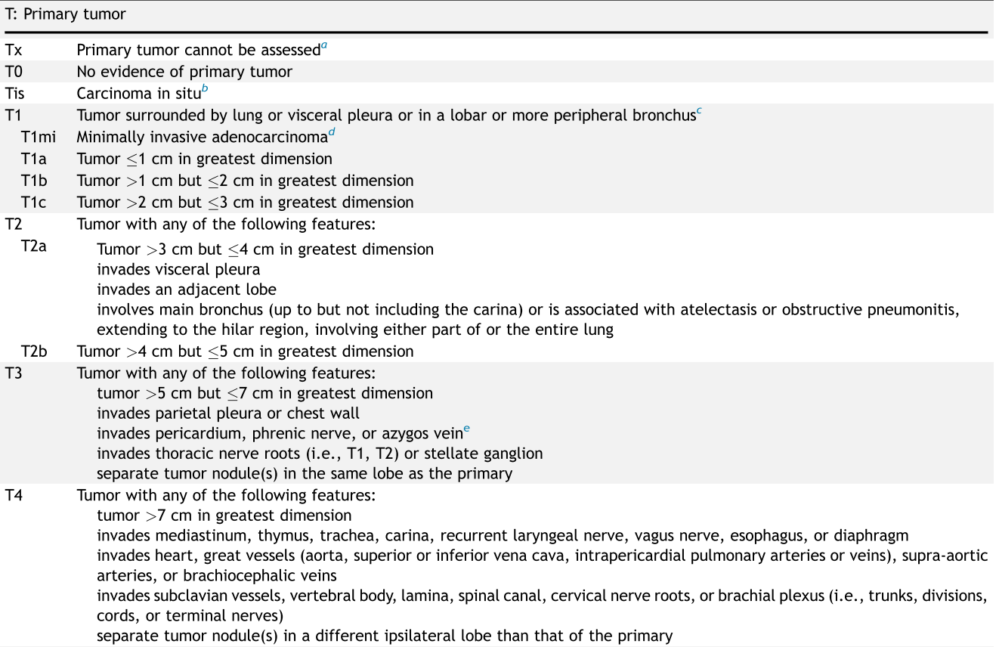 T: Primary tumor
Tx Primary tumor cannot be assessedᵃ
T0 No evidence of primary tumor
Tis Carcinoma in situᵇ
T1 Tumor surrounded by lung or visceral pleura or in a lobar or more peripheral bronchusᶜ
T1mi Minimally invasive adenocarcinomaᵈ
T1a Tumor ≤1 cm in greatest dimension
T1b Tumor >1 cm but ≤2 cm in greatest dimension
T1c Tumor >2 cm but ≤3 cm in greatest dimension
T2 Tumor with any of the following features:
T2a Tumor >3 cm but ≤4 cm in greatest dimension
invades visceral pleura
invades an adjacent lobe
involves main bronchus (up to but not including the carina) or is associated with atelectasis or obstructive pneumonitis,
extending to the hilar region, involving either part of or the entire lung
T2b Tumor >4 cm but ≤5 cm in greatest dimension
T3 Tumor with any of the following features:
tumor >5 cm but ≤7 cm in greatest dimension
invades parietal pleura or chest wall
invades pericardium, phrenic nerve, or azygos veinᵉ
invades thoracic nerve roots (i.e., T1, T2) or stellate ganglion
separate tumor nodule(s) in the same lobe as the primary
T4 Tumor with any of the following features:
tumor >7 cm in greatest dimension
invades mediastinum, thymus, trachea, carina, recurrent laryngeal nerve, vagus nerve, esophagus, or diaphragm
invades heart, great vessels (aorta, superior or inferior vena cava, intrapericardial pulmonary arteries or veins), supra-aortic
arteries, or brachiocephalic veins
invades subclavian vessels, vertebral body, lamina, spinal canal, cervical nerve roots, or brachial plexus (i.e., trunks, divisions,
cords, or terminal nerves)
separate tumor nodule(s) in a different ipsilateral lobe than that of the primary